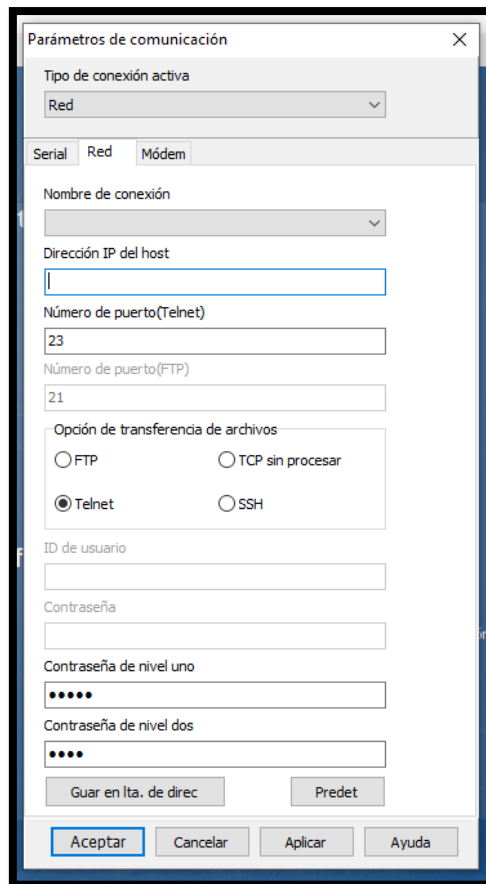 Parámetros de comunicación
Tipo de conexión activa
Red
Serial Red Módem
Nombre de conexión
Dirección IP del host
Número de puerto(Telnet)
23
Número de puerto(FTP)
21
Opción de transferencia de archivos
FTP TCP sin procesar
Telnet SSH
ID de usuario
Contraseña
Contraseña de nivel uno
•••••
Contraseña de nivel dos
••••
Guar en lta. de direc Predet
Aceptar Cancelar Aplicar Ayuda